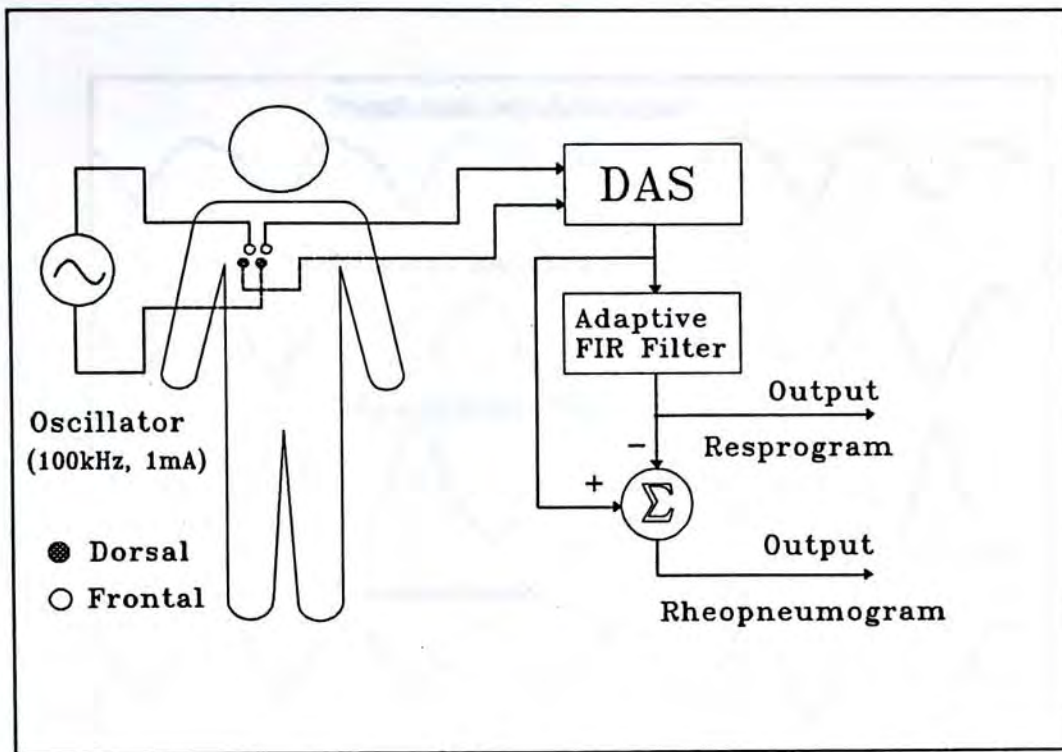 DAS
Adaptive
FIR Filter
Output
Resprogram
Oscillator
(100kHz, 1mA)
−
+
Σ
Dorsal
Frontal
Output
Rheopneumogram